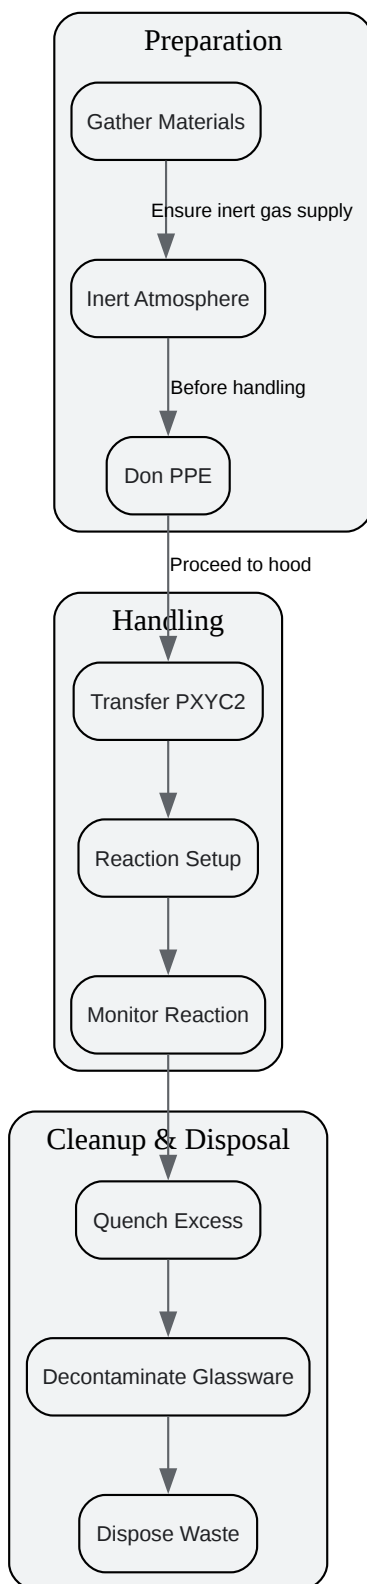 Preparation
Gather Materials
Ensure inert gas supply
Inert Atmosphere
Before handling
Don PPE
Proceed to hood
Handling
Transfer PXYC2
Reaction Setup
Monitor Reaction
Cleanup & Disposal
Quench Excess
Decontaminate Glassware
Dispose Waste